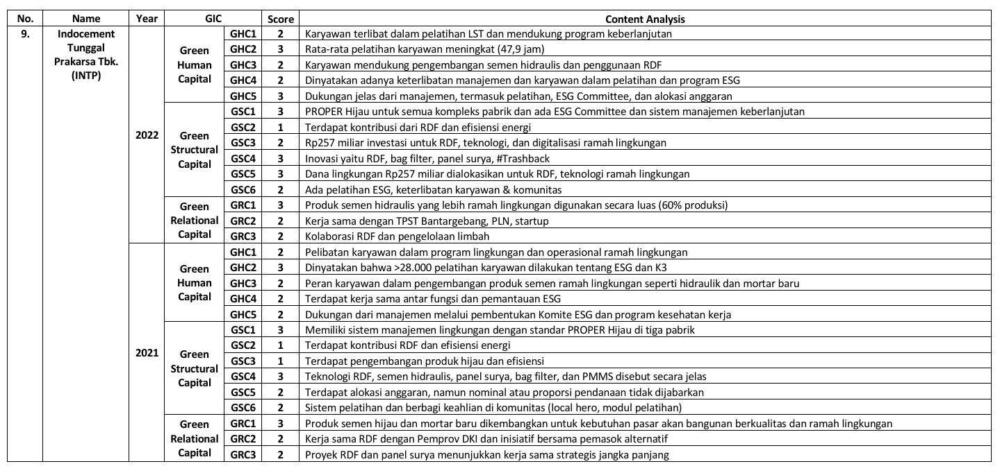 No. Name Year GIC Score Content Analysis
9. Indocement Tunggal Prakarsa Tbk. (INTP)
2022
Green Human Capital
GHC1 2 Karyawan terlibat dalam pelatihan LST dan mendukung program keberlanjutan
GHC2 3 Rata-rata pelatihan karyawan meningkat (47,9 jam)
GHC3 2 Karyawan mendukung pengembangan semen hidraulis dan penggunaan RDF
GHC4 2 Dinyatakan adanya keterlibatan manajemen dan karyawan dalam pelatihan dan program ESG
GHC5 3 Dukungan jelas dari manajemen, termasuk pelatihan, ESG Committee, dan alokasi anggaran
Green Structural Capital
GSC1 3 PROPER Hijau untuk semua kompleks pabrik dan ada ESG Committee dan sistem manajemen keberlanjutan
GSC2 1 Terdapat kontribusi dari RDF dan efisiensi energi
GSC3 2 Rp257 miliar investasi untuk RDF, teknologi, dan digitalisasi ramah lingkungan
GSC4 3 Inovasi yaitu RDF, bag filter, panel surya, #Trashback
GSC5 3 Dana lingkungan Rp257 miliar dialokasikan untuk RDF, teknologi ramah lingkungan
GSC6 2 Ada pelatihan ESG, keterlibatan karyawan & komunitas
Green Relational Capital
GRC1 3 Produk semen hidraulis yang lebih ramah lingkungan digunakan secara luas (60% produksi)
GRC2 2 Kerja sama dengan TPST Bantargebang, PLN, startup
GRC3 2 Kolaborasi RDF dan pengelolaan limbah
2021
Green Human Capital
GHC1 2 Pelibatan karyawan dalam program lingkungan dan operasional ramah lingkungan
GHC2 3 Dinyatakan bahwa >28.000 pelatihan karyawan dilakukan tentang ESG dan K3
GHC3 2 Peran karyawan dalam pengembangan produk semen ramah lingkungan seperti hidraulik dan mortar baru
GHC4 2 Terdapat kerja sama antar fungsi dan pemantauan ESG
GHC5 2 Dukungan dari manajemen melalui pembentukan Komite ESG dan program kesehatan kerja
Green Structural Capital
GSC1 3 Memiliki sistem manajemen lingkungan dengan standar PROPER Hijau di tiga pabrik
GSC2 1 Terdapat kontribusi RDF dan efisiensi energi
GSC3 1 Terdapat pengembangan produk hijau dan efisiensi
GSC4 3 Teknologi RDF, semen hidraulis, panel surya, bag filter, dan PMMS disebut secara jelas
GSC5 2 Terdapat alokasi anggaran, namun nominal atau proporsi pendanaan tidak dijabarkan
GSC6 2 Sistem pelatihan dan berbagi keahlian di komunitas (local hero, modul pelatihan)
Green Relational Capital
GRC1 3 Produk semen hijau dan mortar baru dikembangkan untuk kebutuhan pasar akan bangunan berkualitas dan ramah lingkungan
GRC2 2 Kerja sama RDF dengan Pemprov DKI dan inisiatif bersama pemasok alternatif
GRC3 2 Proyek RDF dan panel surya menunjukkan kerja sama strategis jangka panjang